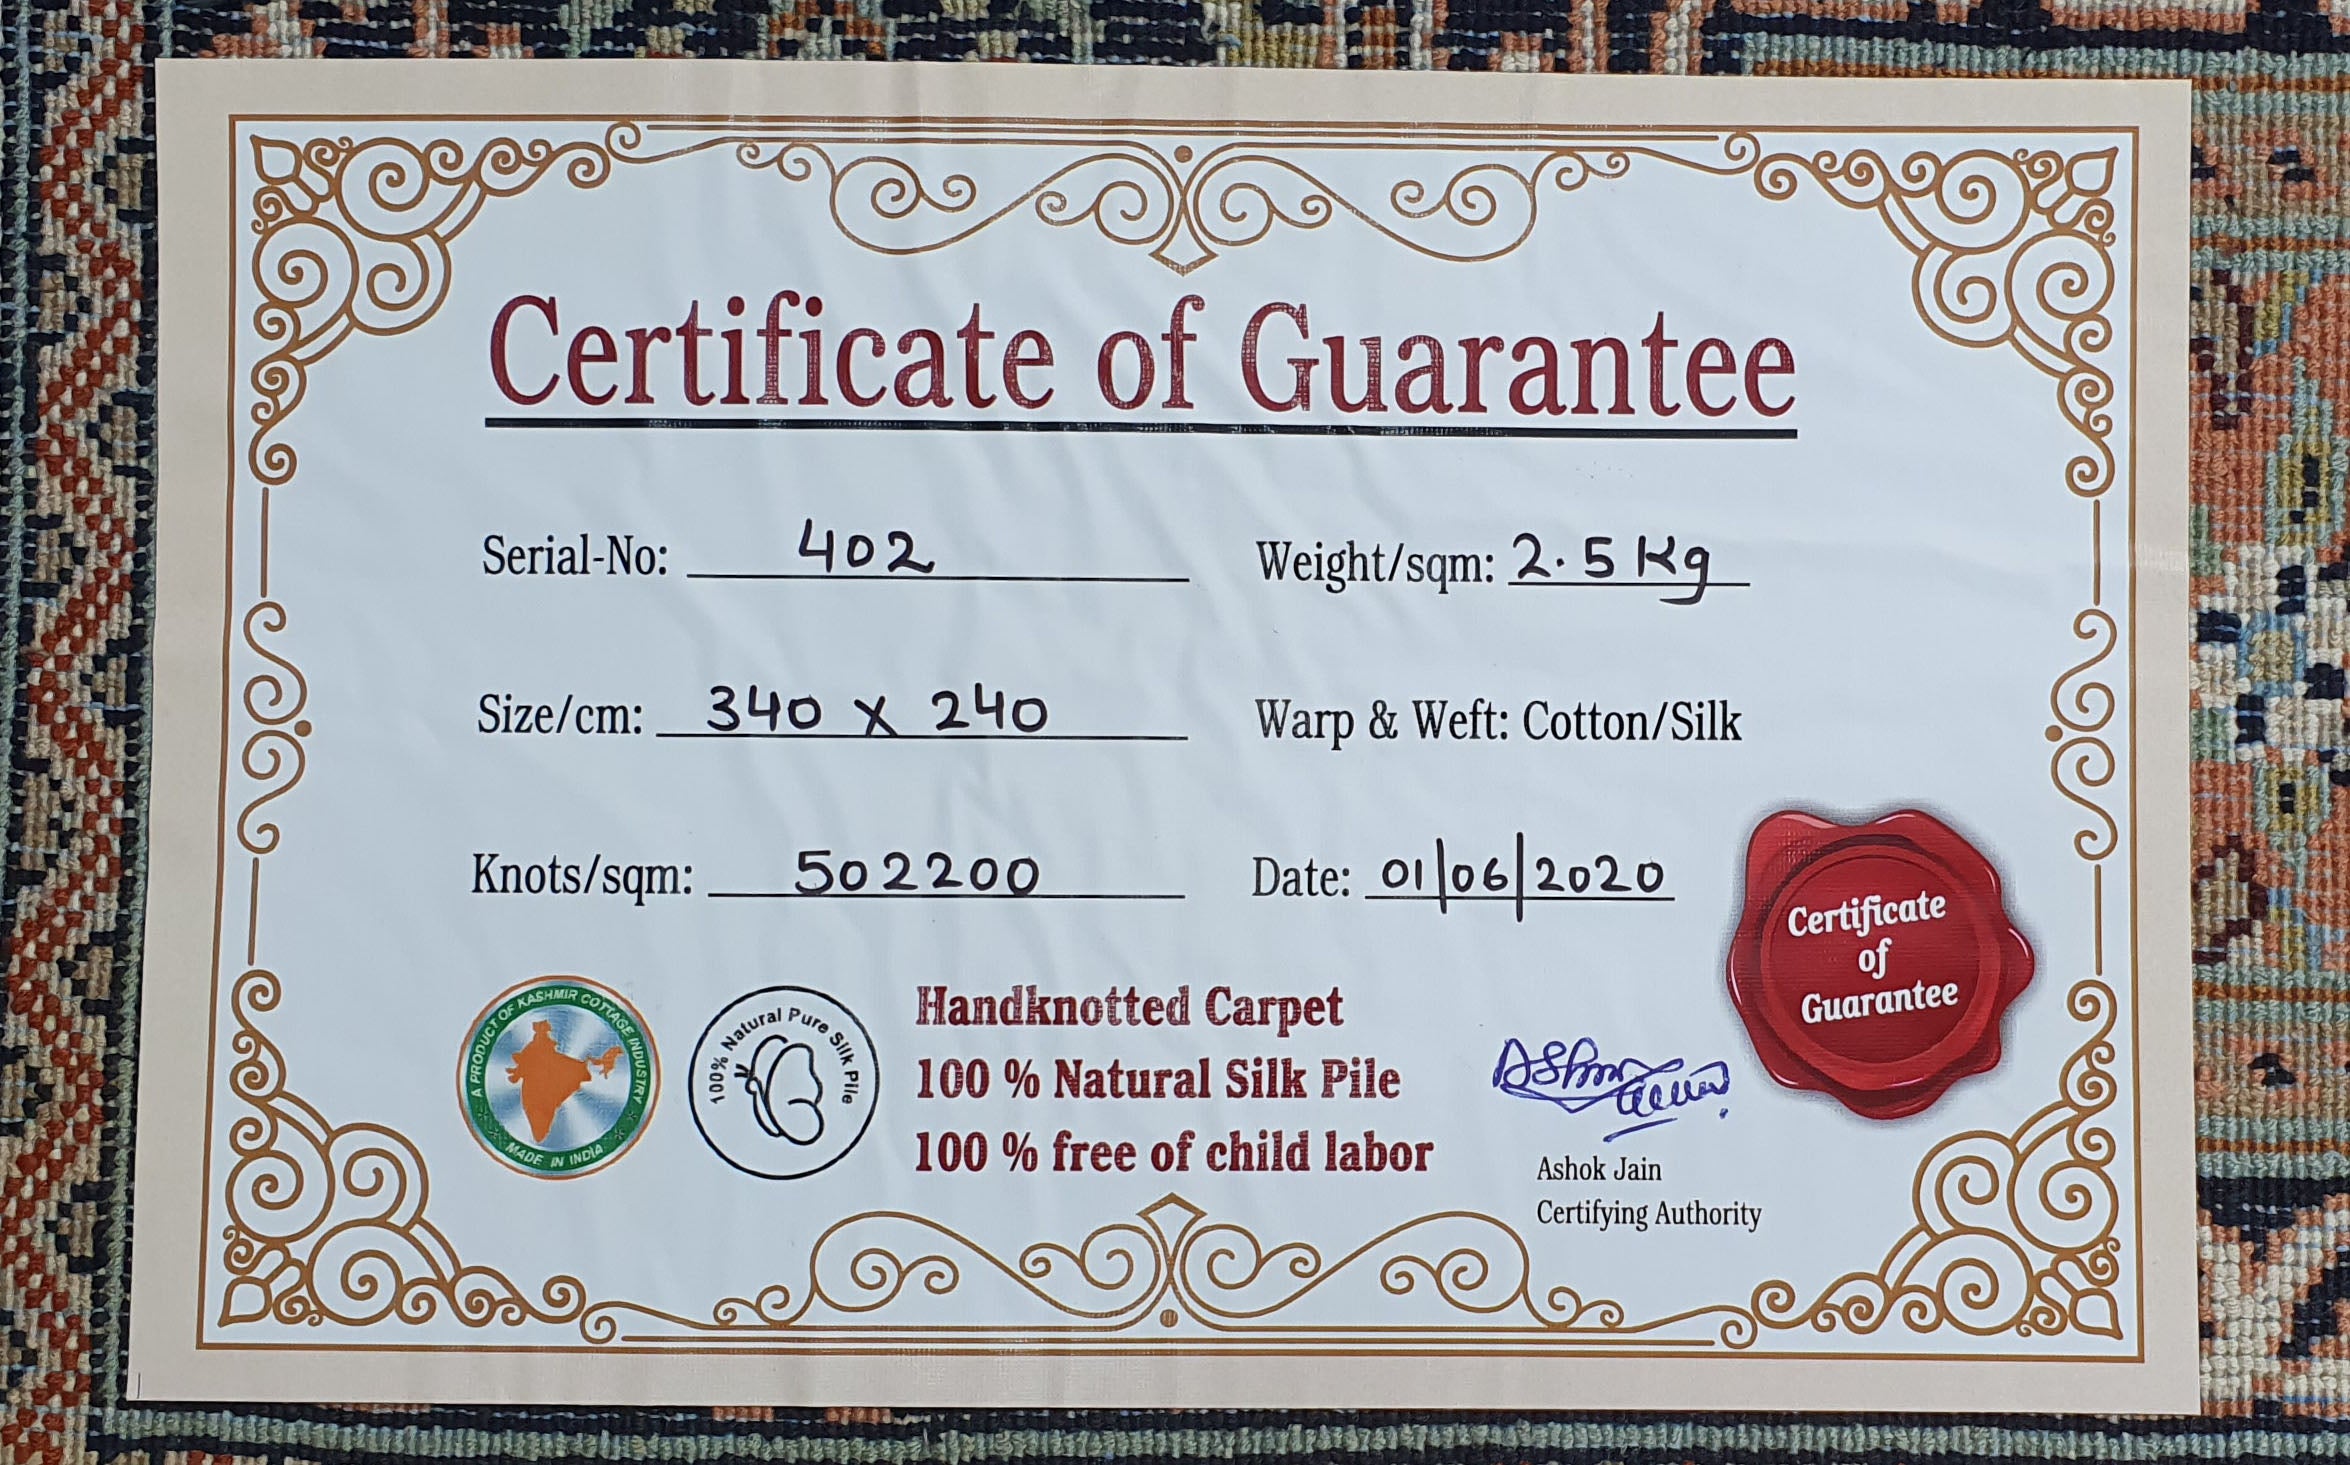 Certificate of Guarantee
Serial-No: 402
Weight/sqm: 2.5 Kg
Size/cm: 340 x 240
Warp & Weft: Cotton/Silk
Knots/sqm: 502200
Date: 01/06/2020
Certificate
of
Guarantee
A PRODUCT OF KASHMIR COTTAGE INDUSTRY
MADE IN INDIA
100% Natural Pure Silk Pile
Handknotted Carpet
100 % Natural Silk Pile
100 % free of child labor
Ashok Jain
Certifying Authority